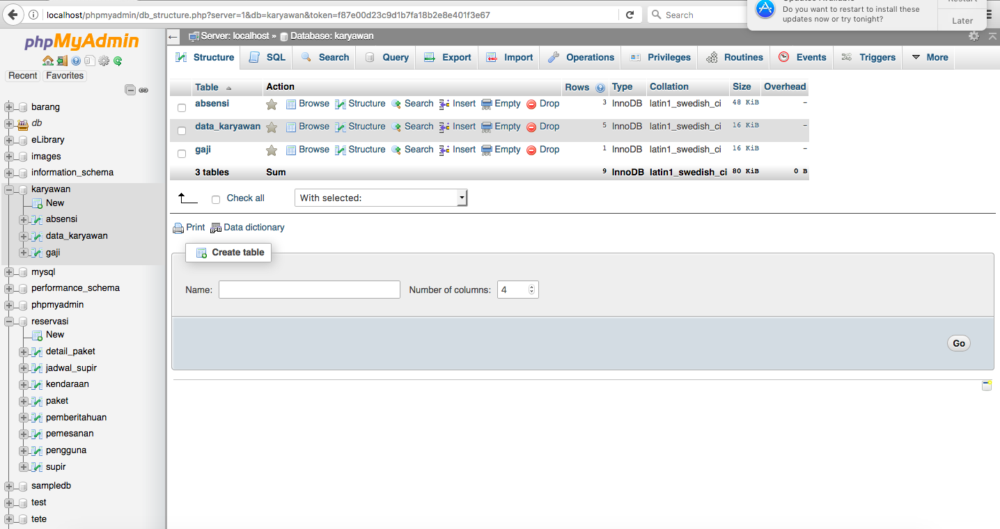 localhost/phpmyadmin/db_structure.php?server=1&db=karyawan&token=f87e00d23c9d1b7fa18b2e8e401f3e67
Search
Updates Available
Do you want to restart to install these
updates now or try tonight?
Restart
Later
phpMyAdmin
Recent Favorites
barang
db
eLibrary
images
information_schema
karyawan
New
absensi
data_karyawan
gaji
mysql
performance_schema
phpmyadmin
reservasi
New
detail_paket
jadwal_supir
kendaraan
paket
pemberitahuan
pemesanan
pengguna
supir
sampledb
test
tete
Server: localhost » Database: karyawan
Structure SQL Search Query Export Import Operations Privileges Routines Events Triggers More
Table Action Rows Type Collation Size Overhead
absensi Browse Structure Search Insert Empty Drop 3 InnoDB latin1_swedish_ci 48 KiB –
data_karyawan Browse Structure Search Insert Empty Drop 5 InnoDB latin1_swedish_ci 16 KiB –
gaji Browse Structure Search Insert Empty Drop 1 InnoDB latin1_swedish_ci 16 KiB –
3 tables Sum 9 InnoDB latin1_swedish_ci 80 KiB 0 B
Check all With selected:
Print Data dictionary
Create table
Name: Number of columns: 4
Go